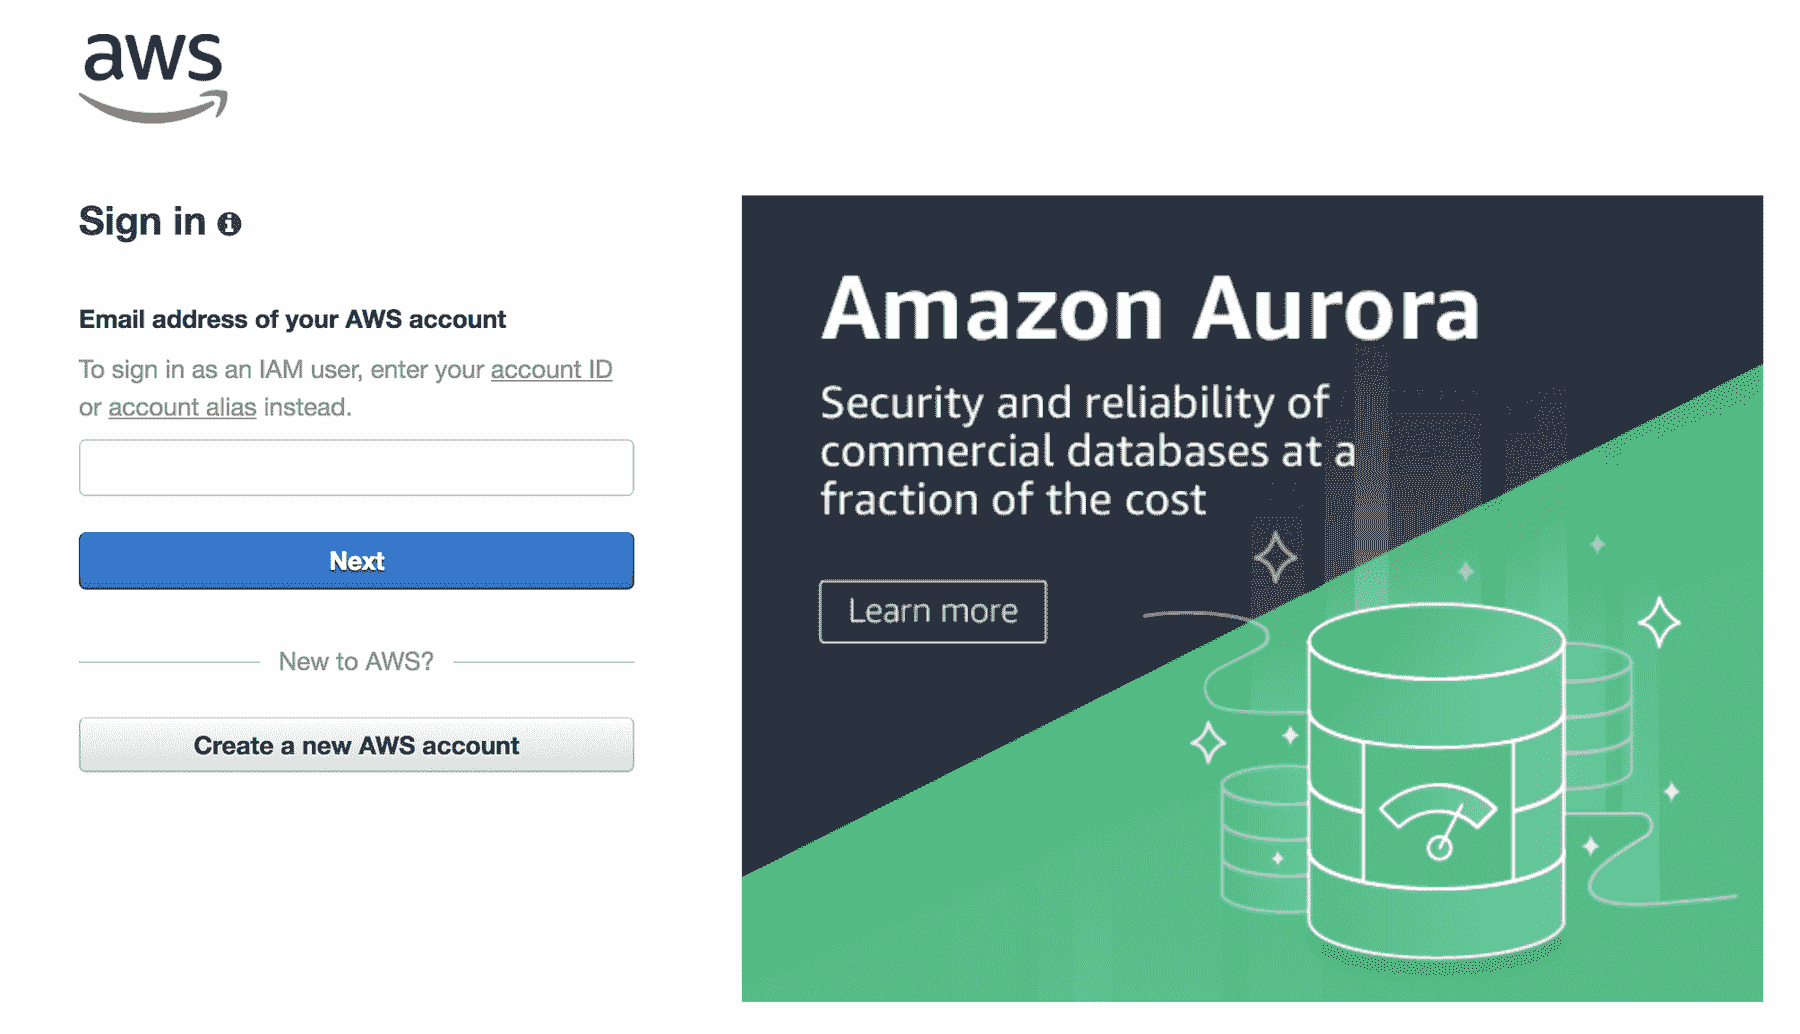 aws
Sign in
Email address of your AWS account
To sign in as an IAM user, enter your account ID
or account alias instead.
Next
New to AWS?
Create a new AWS account
Amazon Aurora
Security and reliability of
commercial databases at a
fraction of the cost
Learn more